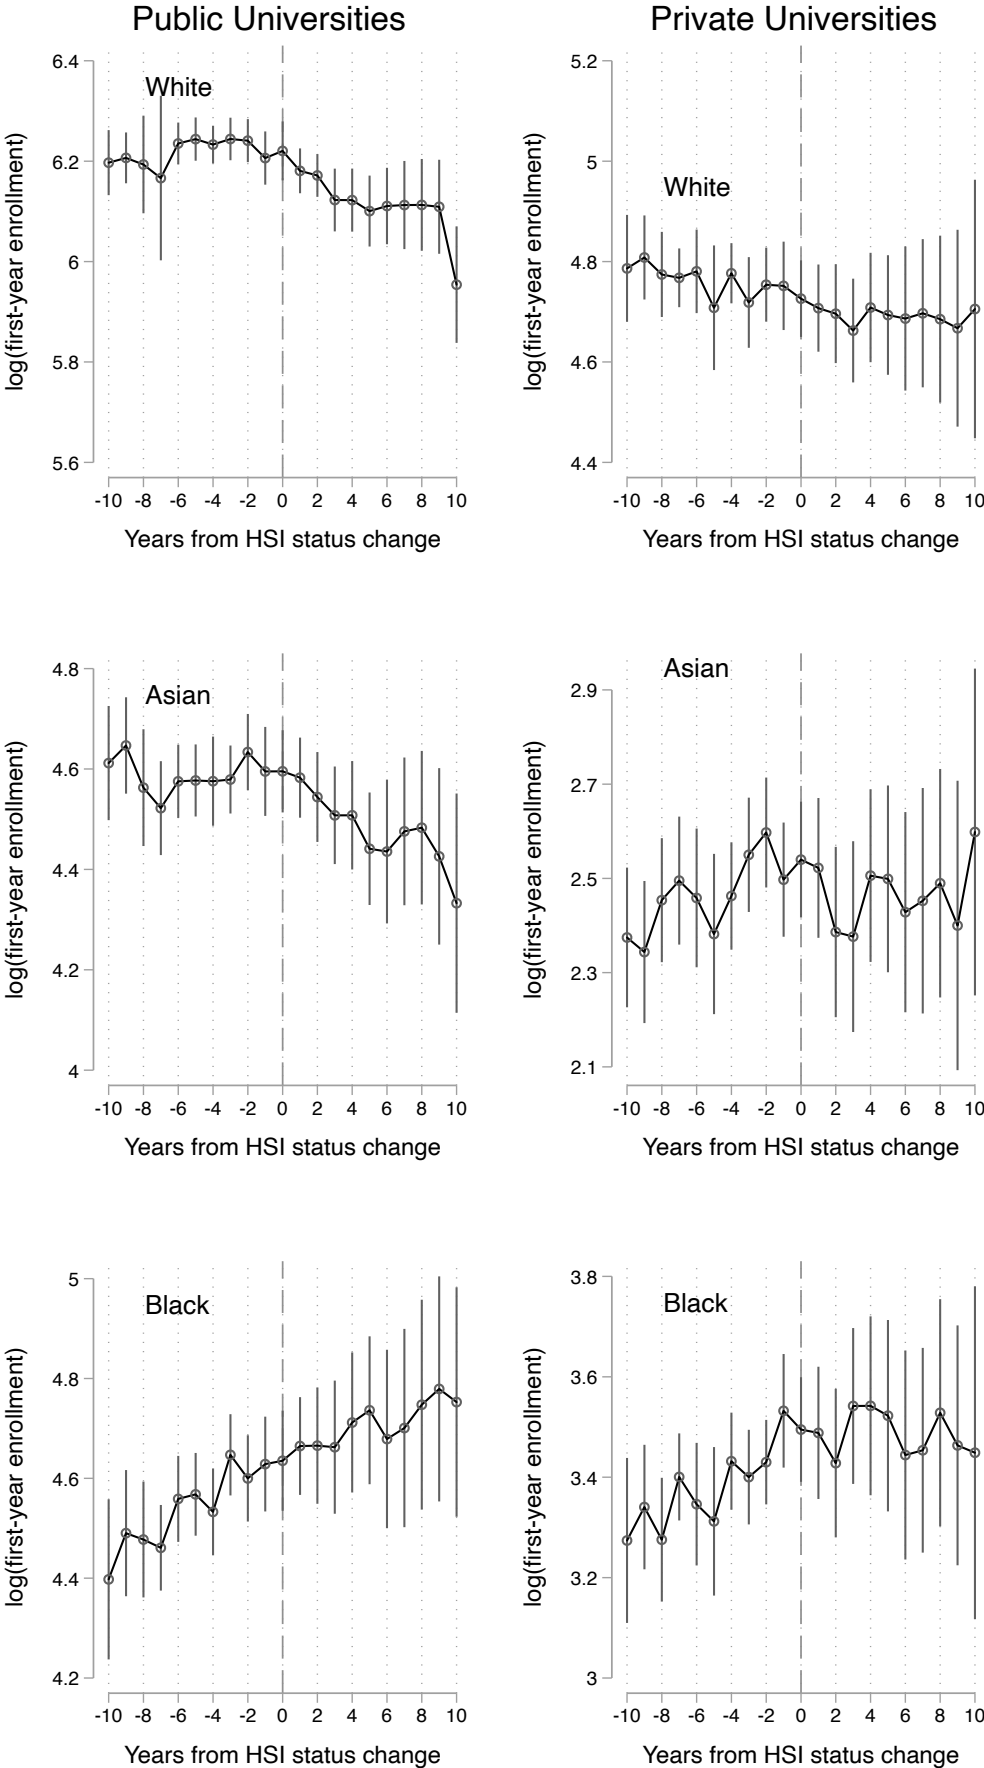 Public Universities
Private Universities
White
6.4
6.2
6
5.8
5.6
log(first-year enrollment)
-10 -8 -6 -4 -2 0 2 4 6 8 10
Years from HSI status change
White
5.2
5
4.8
4.6
4.4
log(first-year enrollment)
-10 -8 -6 -4 -2 0 2 4 6 8 10
Years from HSI status change
Asian
4.8
4.6
4.4
4.2
4
log(first-year enrollment)
-10 -8 -6 -4 -2 0 2 4 6 8 10
Years from HSI status change
Asian
2.9
2.7
2.5
2.3
2.1
log(first-year enrollment)
-10 -8 -6 -4 -2 0 2 4 6 8 10
Years from HSI status change
Black
5
4.8
4.6
4.4
4.2
log(first-year enrollment)
-10 -8 -6 -4 -2 0 2 4 6 8 10
Years from HSI status change
Black
3.8
3.6
3.4
3.2
3
log(first-year enrollment)
-10 -8 -6 -4 -2 0 2 4 6 8 10
Years from HSI status change